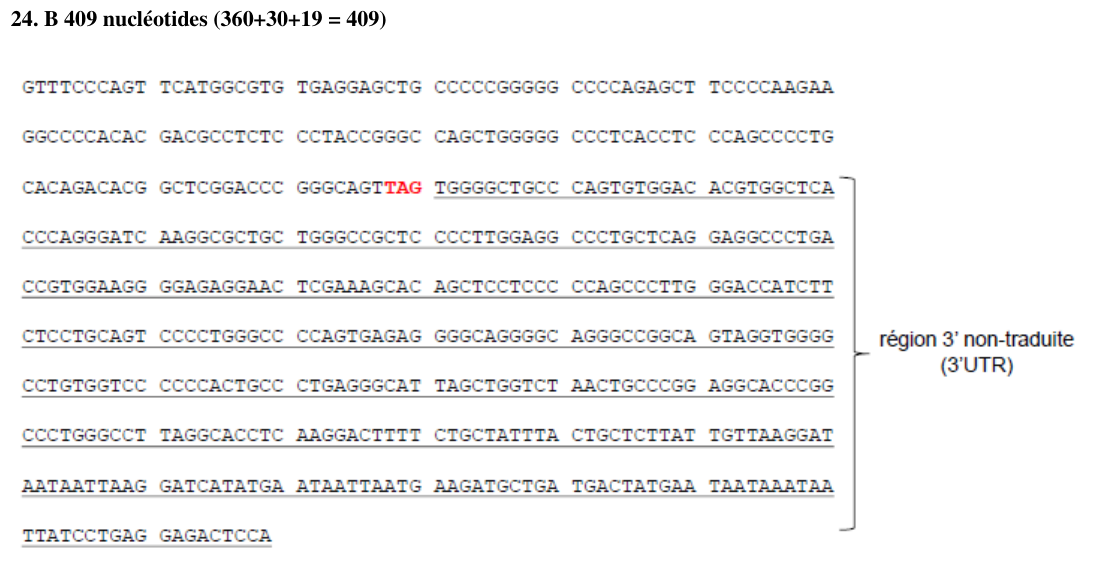 24. B 409 nucléotides (360+30+19 = 409)
GTTTCCCAGT TCATGGCGTG TGAGGAGCTG CCCCCGGGGG CCCCAGAGCT TCCCCAAGAA
GGCCCCACAC GACGCCTCTC CCTACCGGGC CAGCTGGGGG CCCTCACCTC CCAGCCCCTG
CACAGACACG GCTCGGACCC GGGCAGTTAG TGGGGCTGCC CAGTGTGGAC ACGTGGCTCA
CCCAGGGATC AAGGCGCTGC TGGGCCGCTC CCCTTGGAGG CCCTGCTCAG GAGGCCCTGA
CCGTGGAAGG GGAGAGGAAC TCGAAAGCAC AGCTCCTCCC CCAGCCCTTG GGACCATCTT
CTCCTGCAGT CCCCTGGGCC CCAGTGAGAG GGGCAGGGGC AGGGCCGGCA GTAGGTGGGG
CCTGTGGTCC CCCCACTGCC CTGAGGGCAT TAGCTGGTCT AACTGCCCGG AGGCACCCGG
CCCTGGGCCT TAGGCACCTC AAGGACTTTT CTGCTATTTA CTGCTCTTAT TGTTAAGGAT
AATAATTAAG GATCATATGA ATAATTAATG AAGATGCTGA TGACTATGAA TAATAAATAA
TTATCCTGAG GAGACTCCA
région 3' non-traduite
(3'UTR)